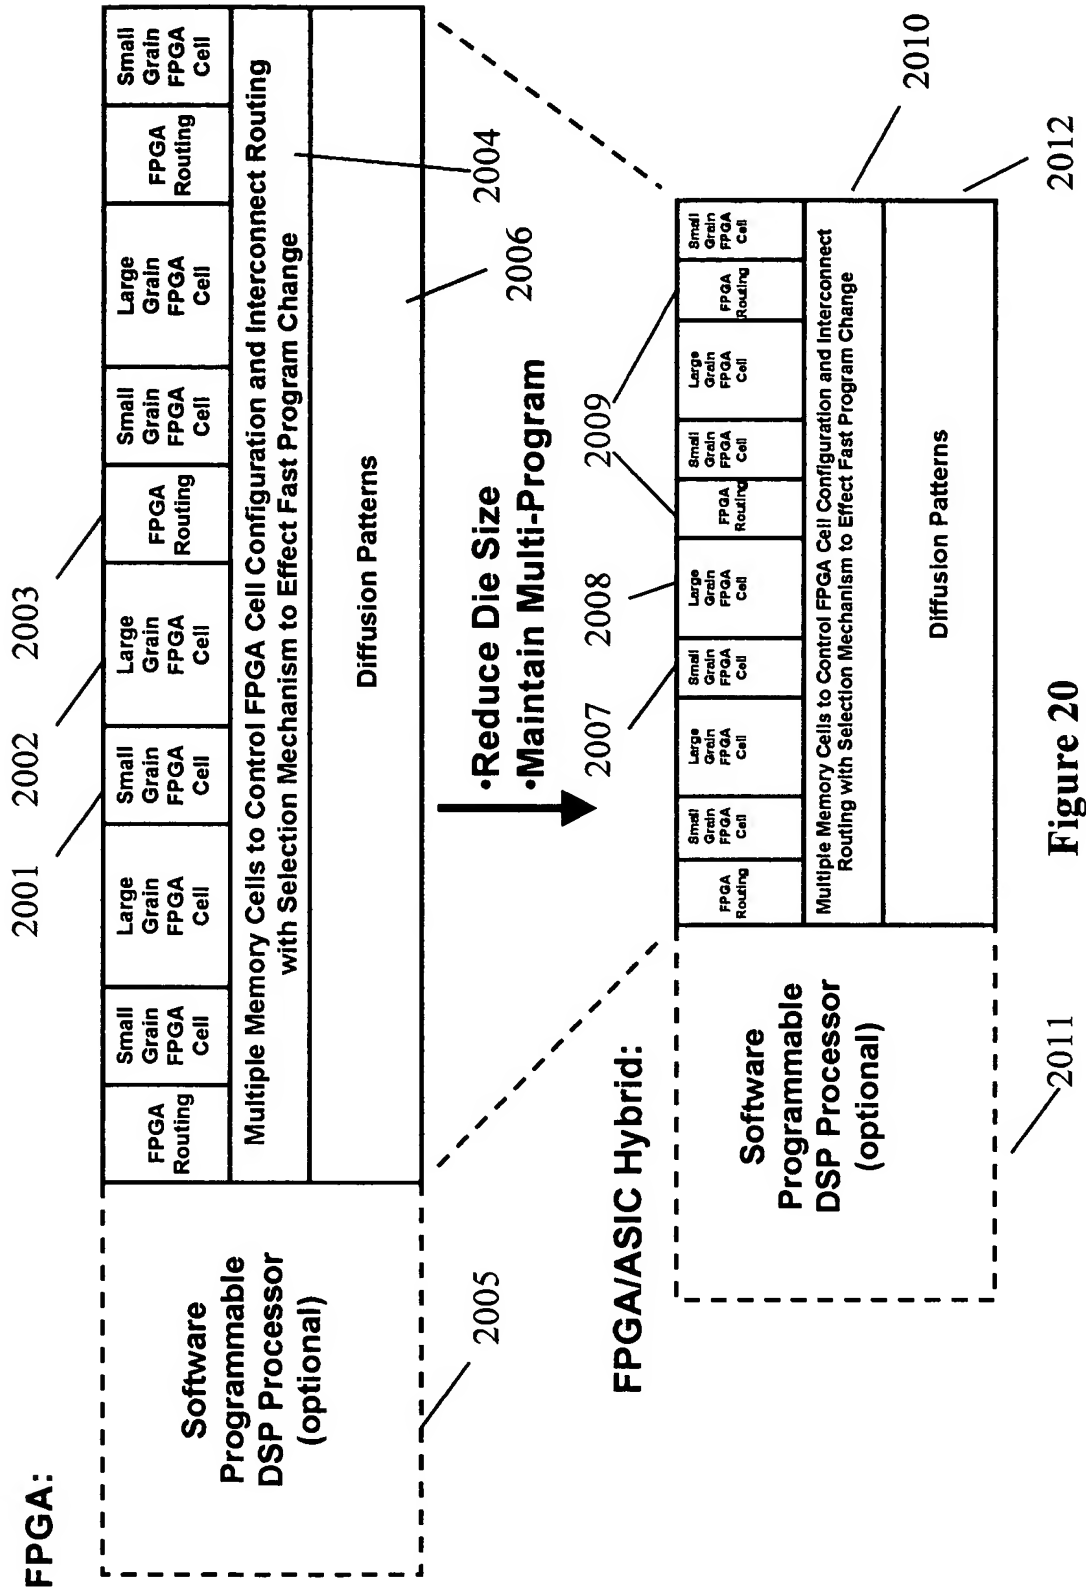 FPGA:
2001
2002
2003
Software
Programmable
DSP Processor
(optional)
FPGA
Routing
Small
Grain
FPGA
Cell
Large
Grain
FPGA
Cell
Small
Grain
FPGA
Cell
Large
Grain
FPGA
Cell
FPGA
Routing
Small
Grain
FPGA
Cell
Large
Grain
FPGA
Cell
FPGA
Routing
Small
Grain
FPGA
Cell
Multiple Memory Cells to Control FPGA Cell Configuration and Interconnect Routing
with Selection Mechanism to Effect Fast Program Change
Diffusion Patterns
2005
2004
2006
•Reduce Die Size
•Maintain Multi-Program
FPGA/ASIC Hybrid:
2007
2008
2009
Software
Programmable
DSP Processor
(optional)
FPGA
Routing
Small
Grain
FPGA
Cell
Large
Grain
FPGA
Cell
Small
Grain
FPGA
Cell
Large
Grain
FPGA
Cell
FPGA
Routing
Small
Grain
FPGA
Cell
Large
Grain
FPGA
Cell
FPGA
Routing
Small
Grain
FPGA
Cell
Multiple Memory Cells to Control FPGA Cell Configuration and Interconnect
Routing with Selection Mechanism to Effect Fast Program Change
Diffusion Patterns
2010
2011
2012
Figure 20